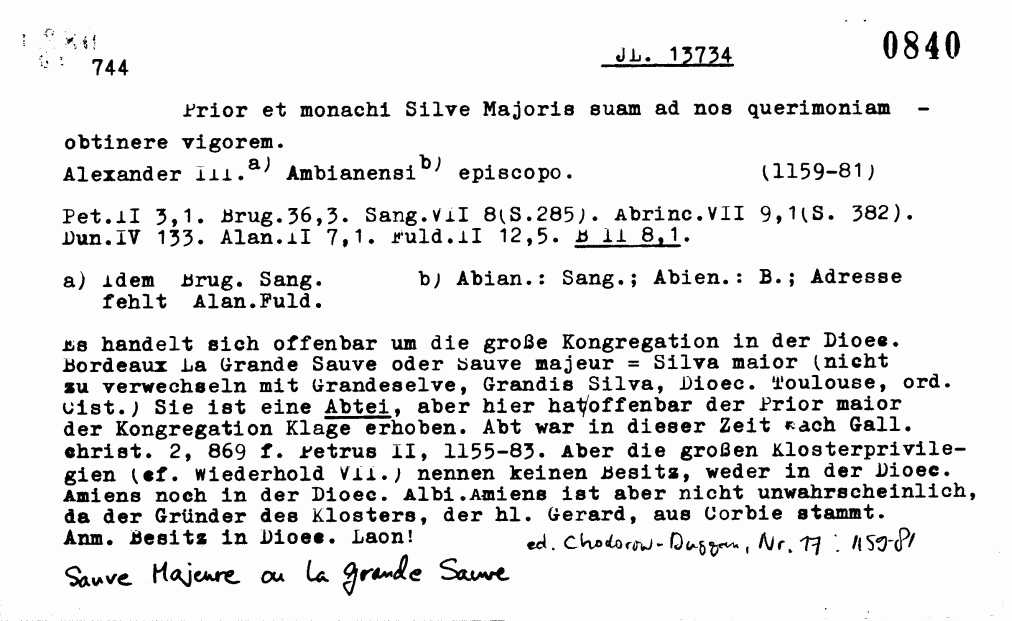 744 JL. 13734 0840
Prior et monachi Silve Majoris suam ad nos querimoniam -
obtinere vigorem.
Alexander III.a) Ambianensib) episcopo. (1159-81)
Pet.II 3,1. Brug.36,3. Sang.VII 8(S.285). Abrinc.VII 9,1(S. 382).
Dun.IV 133. Alan.II 7,1. Fuld.II 12,5. B II 8,1.
a) Idem Brug. Sang. b) Abian.: Sang.; Abien.: B.; Adresse
fehlt Alan.Fuld.
Es handelt sich offenbar um die große Kongregation in der Dioec.
Bordeaux La Grande Sauve oder Sauve majeur = Silva maior (nicht
zu verwechseln mit Grandeselve, Grandis Silva, Dioec. Toulouse, ord.
Cist.) Sie ist eine Abtei, aber hier hat/offenbar der Prior maior
der Kongregation Klage erhoben. Abt war in dieser Zeit nach Gall.
christ. 2, 869 f. Petrus II, 1155-83. Aber die großen Klosterprivile-
gien (cf. Wiederhold VII.) nennen keinen Besitz, weder in der Dioec.
Amiens noch in der Dioec. Albi.Amiens ist aber nicht unwahrscheinlich,
da der Gründer des Klosters, der hl. Gerard, aus Corbie stammt.
Anm. Besitz in Dioec. Laon! ed. Chodorow-Duggan, Nr. 17 : 1159-81
Sauve Majeure ou la grande Sauve